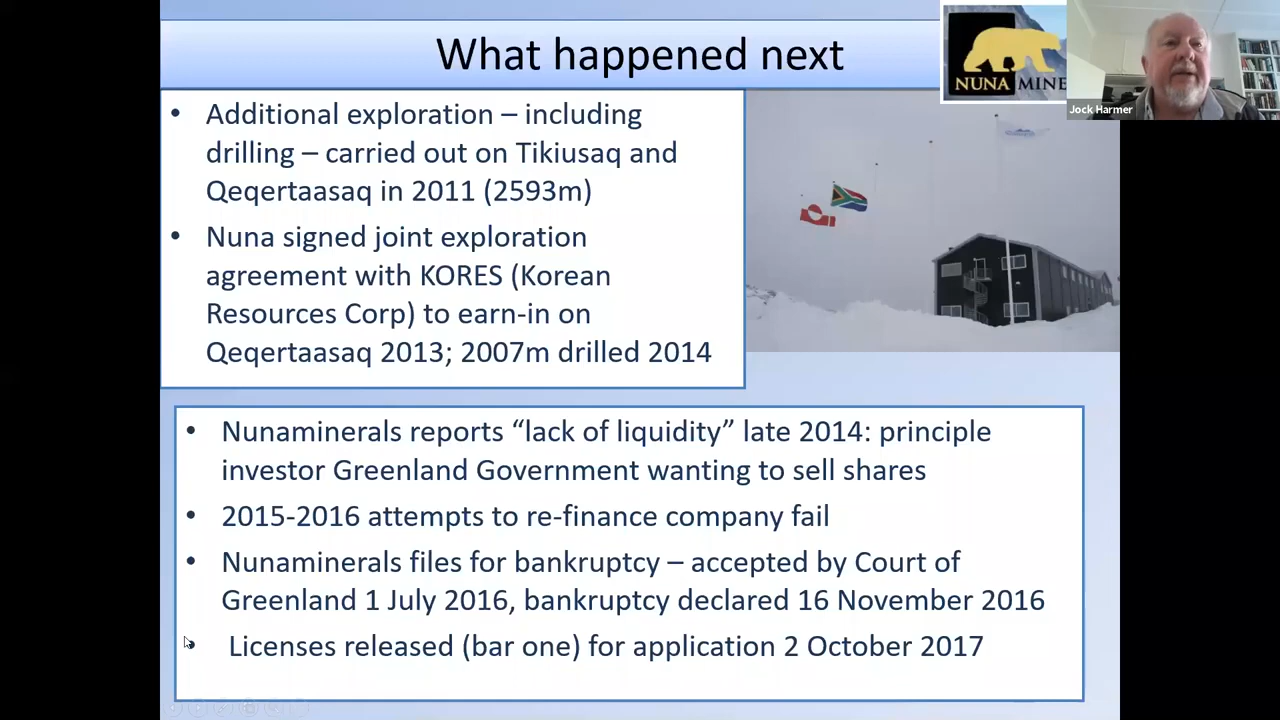 What happened next
NUNA MINE
Jock Harmer
• Additional exploration – including
drilling – carried out on Tikiusaq and
Qeqertaasaq in 2011 (2593m)
• Nuna signed joint exploration
agreement with KORES (Korean
Resources Corp) to earn-in on
Qeqertaasaq 2013; 2007m drilled 2014
• Nunaminerals reports “lack of liquidity” late 2014: principle
investor Greenland Government wanting to sell shares
• 2015-2016 attempts to re-finance company fail
• Nunaminerals files for bankruptcy – accepted by Court of
Greenland 1 July 2016, bankruptcy declared 16 November 2016
• Licenses released (bar one) for application 2 October 2017